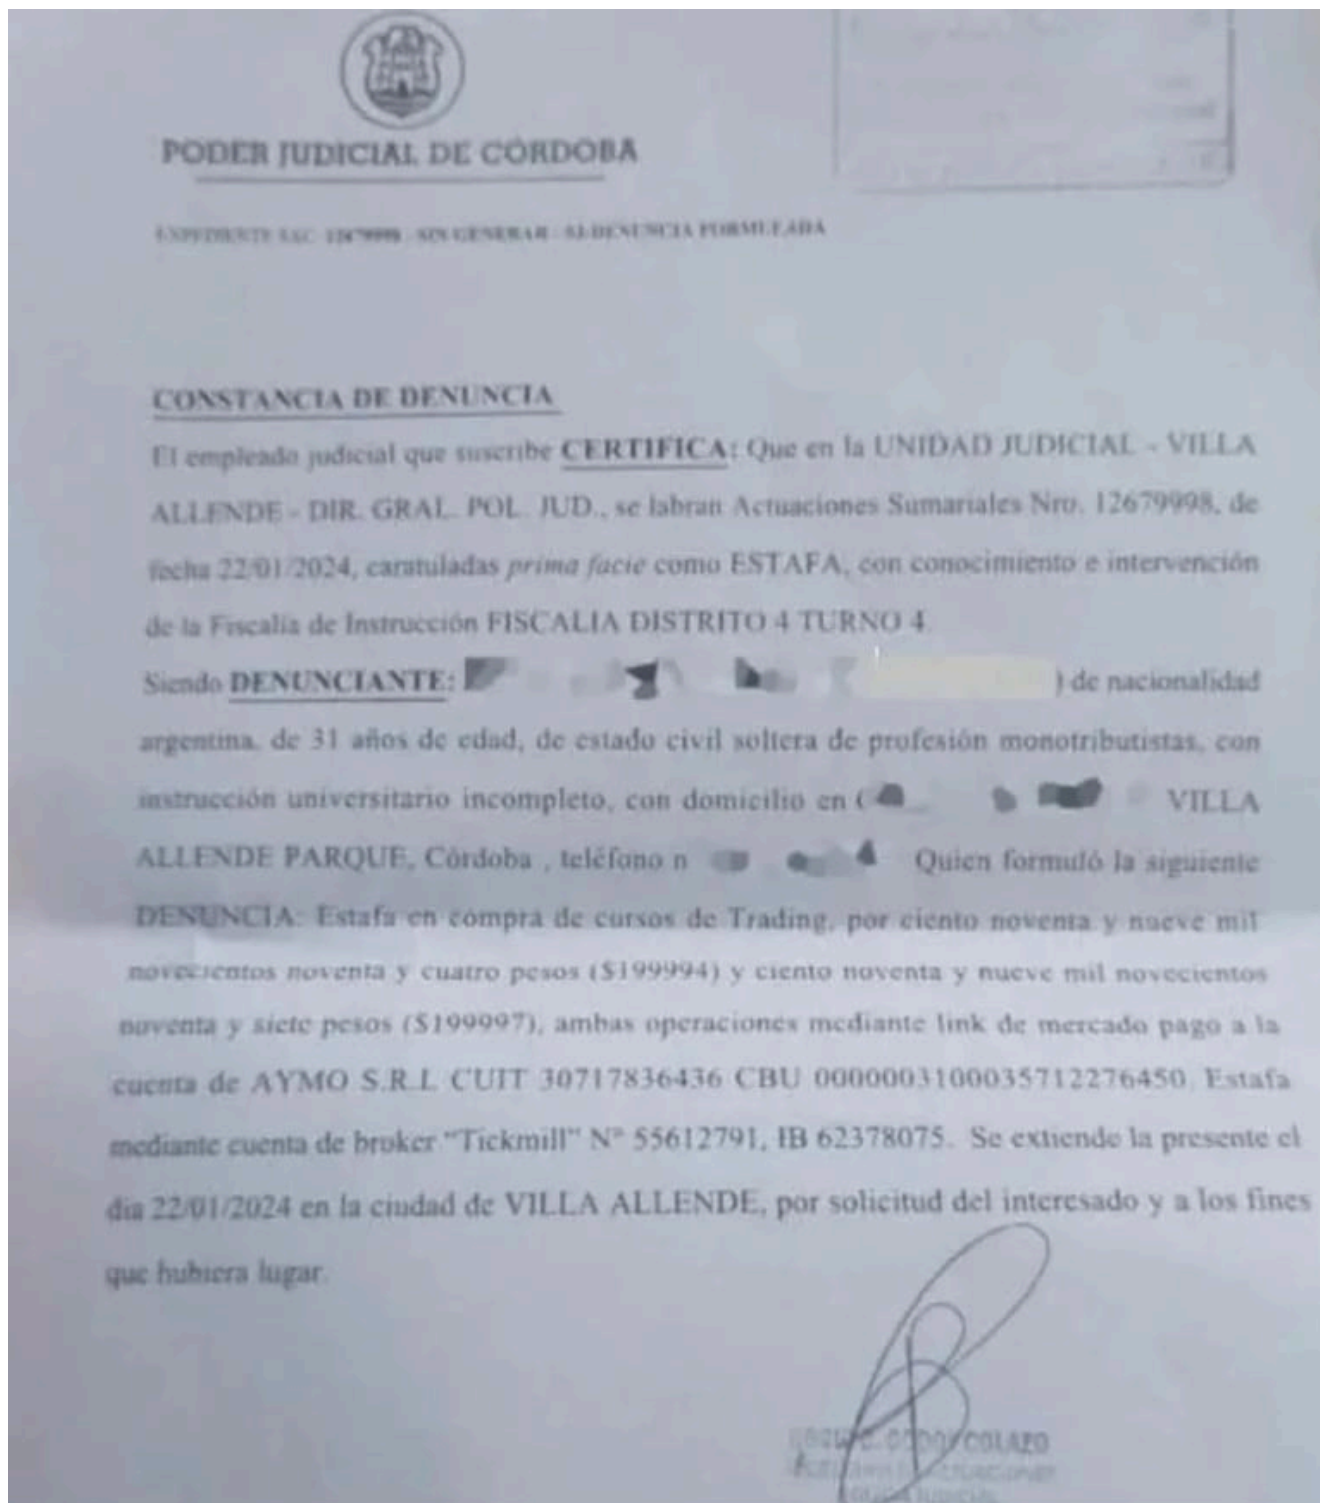 PODER JUDICIAL DE CÓRDOBA
EXPEDIENTE SAC: 12679998 - SIN GENERAR - DENUNCIA FORMULADA
CONSTANCIA DE DENUNCIA
El empleado judicial que suscribe CERTIFICA: Que en la UNIDAD JUDICIAL - VILLA
ALLENDE - DIR. GRAL. POL. JUD., se labran Actuaciones Sumariales Nro. 12679998, de
fecha 22/01/2024, caratuladas prima facie como ESTAFA, con conocimiento e intervención
de la Fiscalía de Instrucción FISCALIA DISTRITO 4 TURNO 4
Siendo DENUNCIANTE: ) de nacionalidad
argentina, de 31 años de edad, de estado civil soltera de profesión monotributistas, con
instrucción universitario incompleto, con domicilio en ( VILLA
ALLENDE PARQUE, Córdoba , teléfono n Quien formuló la siguiente
DENUNCIA: Estafa en compra de cursos de Trading, por ciento noventa y nueve mil
novecientos noventa y cuatro pesos ($199994) y ciento noventa y nueve mil novecientos
noventa y siete pesos ($199997), ambas operaciones mediante link de mercado pago a la
cuenta de AYMO S.R.L CUIT 30717836436 CBU 0000003100035712276450. Estafa
mediante cuenta de broker “Tickmill” N° 55612791, IB 62378075. Se extiende la presente el
día 22/01/2024 en la ciudad de VILLA ALLENDE, por solicitud del interesado y a los fines
que hubiera lugar.
COLAZO